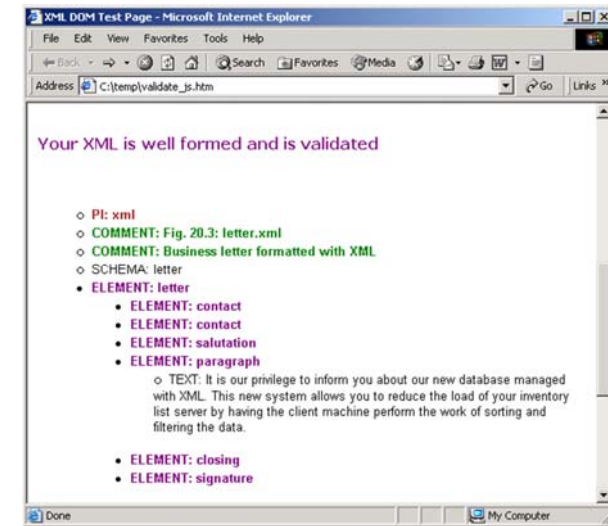 XML DOM Test Page - Microsoft Internet Explorer
File Edit View Favorites Tools Help
Back Search Favorites Media
Address C:\temp\validate_js.htm Go Links »
Your XML is well formed and is validated
PI: xml
COMMENT: Fig. 20.3: letter.xml
COMMENT: Business letter formatted with XML
SCHEMA: letter
ELEMENT: letter
ELEMENT: contact
ELEMENT: contact
ELEMENT: salutation
ELEMENT: paragraph
TEXT: It is our privilege to inform you about our new database managed
with XML. This new system allows you to reduce the load of your inventory
list server by having the client machine perform the work of sorting and
filtering the data.
ELEMENT: closing
ELEMENT: signature
Done My Computer